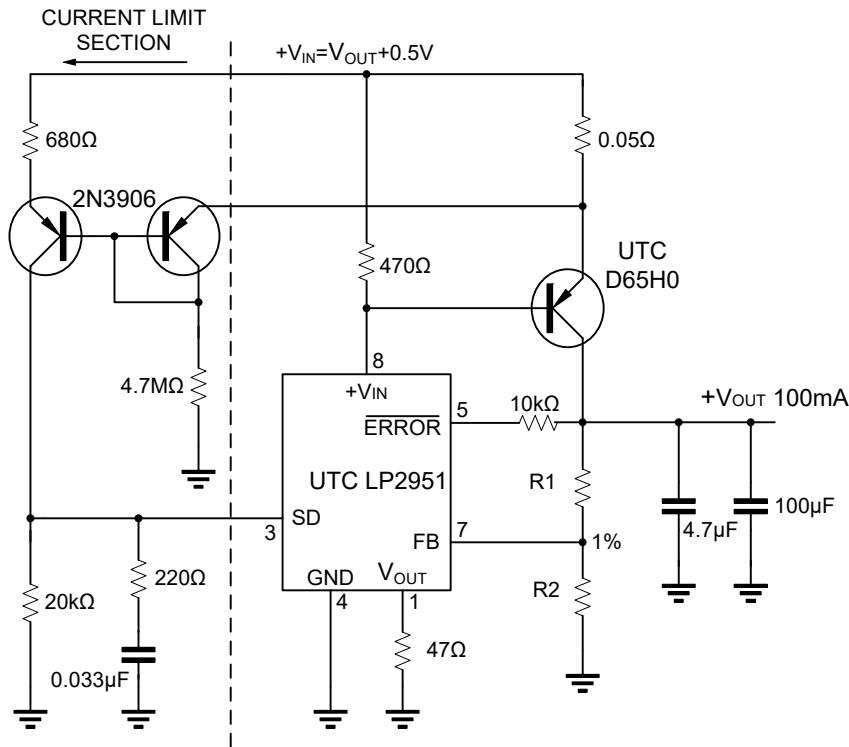 CURRENT LIMIT
SECTION
+VIN=VOUT+0.5V
680Ω
0.05Ω
2N3906
470Ω
UTC
D65H0
4.7MΩ
8
+VIN
5
10kΩ
+VOUT 100mA
ERROR
UTC LP2951
R1
4.7µF
100µF
3
SD
FB
7
1%
20kΩ
220Ω
GND
VOUT
4
1
R2
47Ω
0.033µF